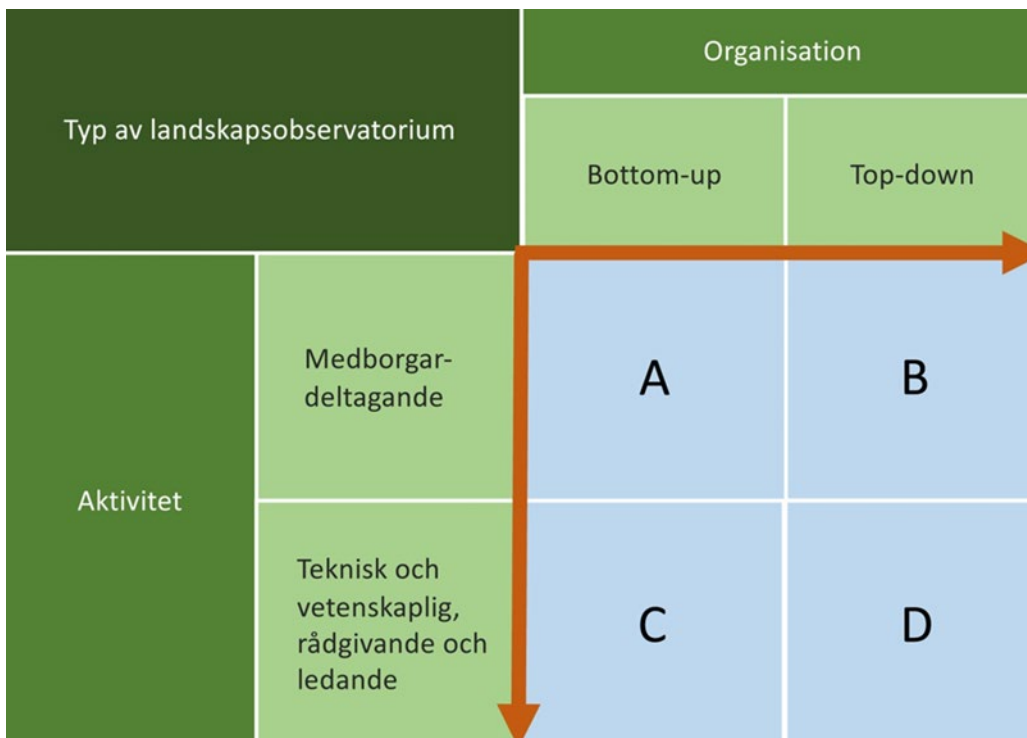 Organisation
Typ av landskapsobservatorium
Bottom-up
Top-down
Medborgar-
deltagande
A
B
Aktivitet
Teknisk och
vetenskaplig,
rådgivande och
ledande
C
D